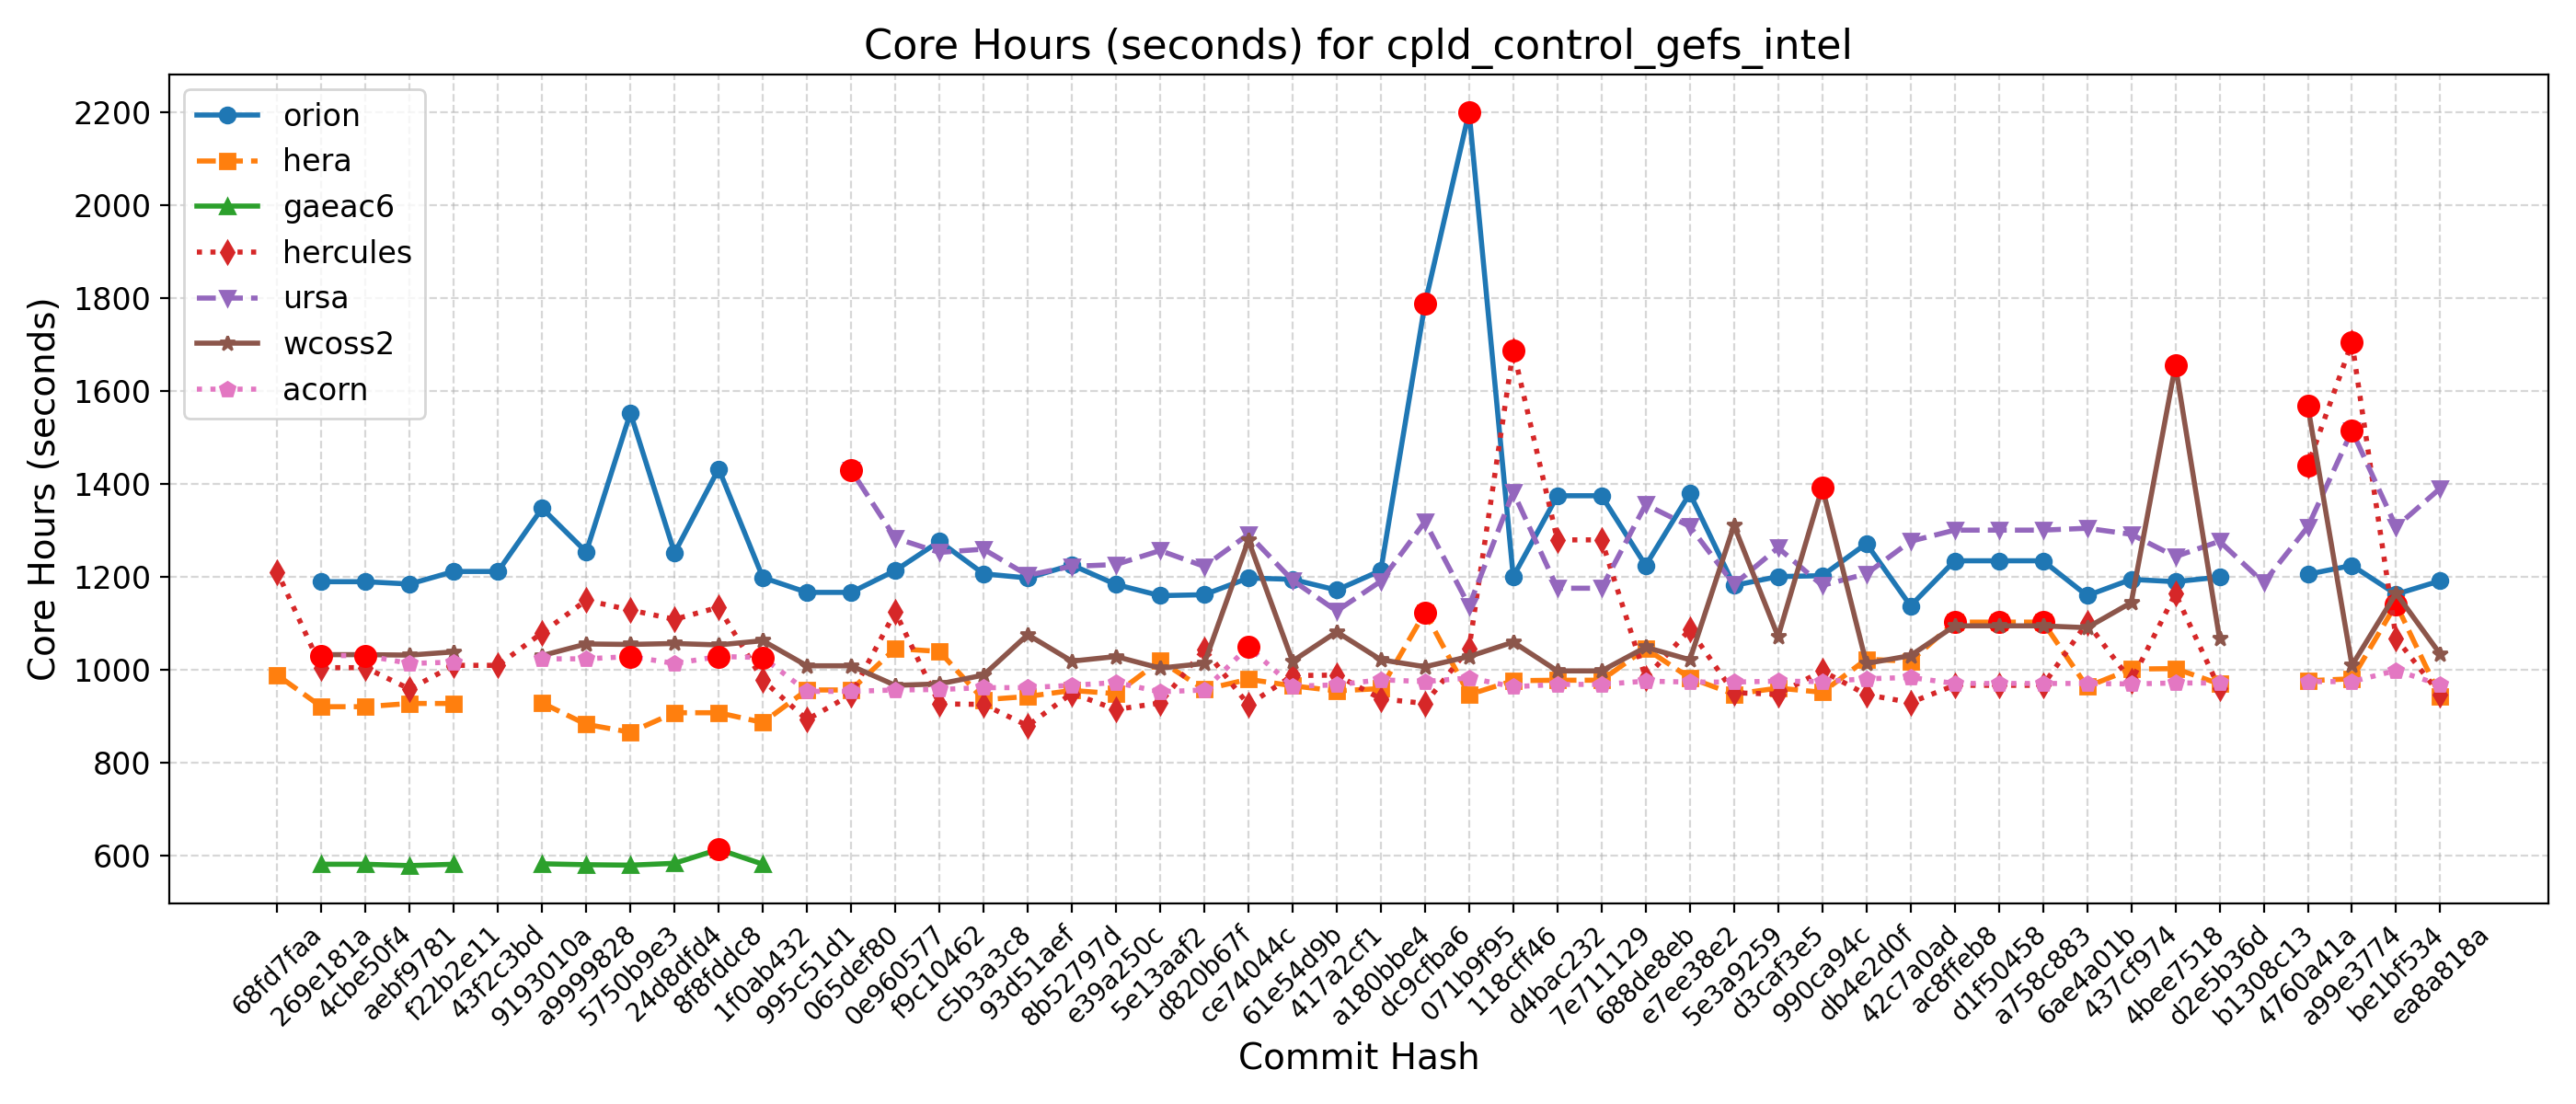 Core Hours (seconds) for cpld_control_gefs_intel
orion
hera
gaeac6
hercules
ursa
wcoss2
acorn
Core Hours (seconds)
2200
2000
1800
1600
1400
1200
1000
800
600
68fd7faa
269e181a
4cbe50f4
aebf9781
f22b2e11
43f2c3bd
9193010a
a9999828
5750b9e3
24d8dfd4
8f8fddc8
1f0ab432
995c51d1
065def80
0e960577
f9c10462
c5b3a3c8
93d51aef
8b52797d
e39a250c
5e13aaf2
d820b67f
ce74044c
61e54d9b
417a2cf1
a180bbe4
dc9cfba6
071b9f95
118cff46
d4bac232
7e711129
688de8eb
e7ee38e2
5e3a9259
d3caf3e5
990ca94c
db4e2d0f
42c7a0ad
ac8ffeb8
d1f50458
a758c883
6ae4a01b
437cf974
4bee7518
d2e5b36d
b1308c13
4760a41a
a99e3774
be1bf534
ea8a818a
Commit Hash